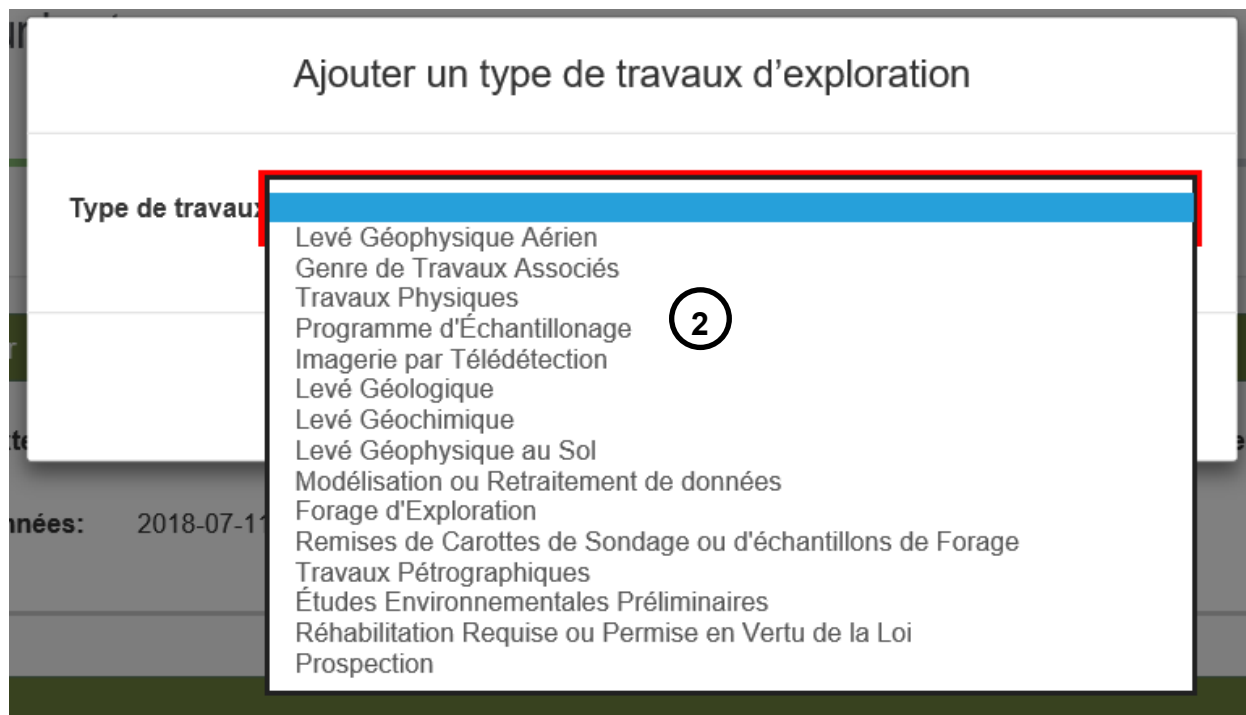 Ajouter un type de travaux d’exploration
Type de travaux
Levé Géophysique Aérien
Genre de Travaux Associés
Travaux Physiques
Programme d'Échantillonage
2
Imagerie par Télédétection
Levé Géologique
Levé Géochimique
Levé Géophysique au Sol
Modélisation ou Retraitement de données
Forage d'Exploration
2018-07-11
Remises de Carottes de Sondage ou d'échantillons de Forage
Travaux Pétrographiques
Études Environnementales Préliminaires
Réhabilitation Requise ou Permise en Vertu de la Loi
Prospection